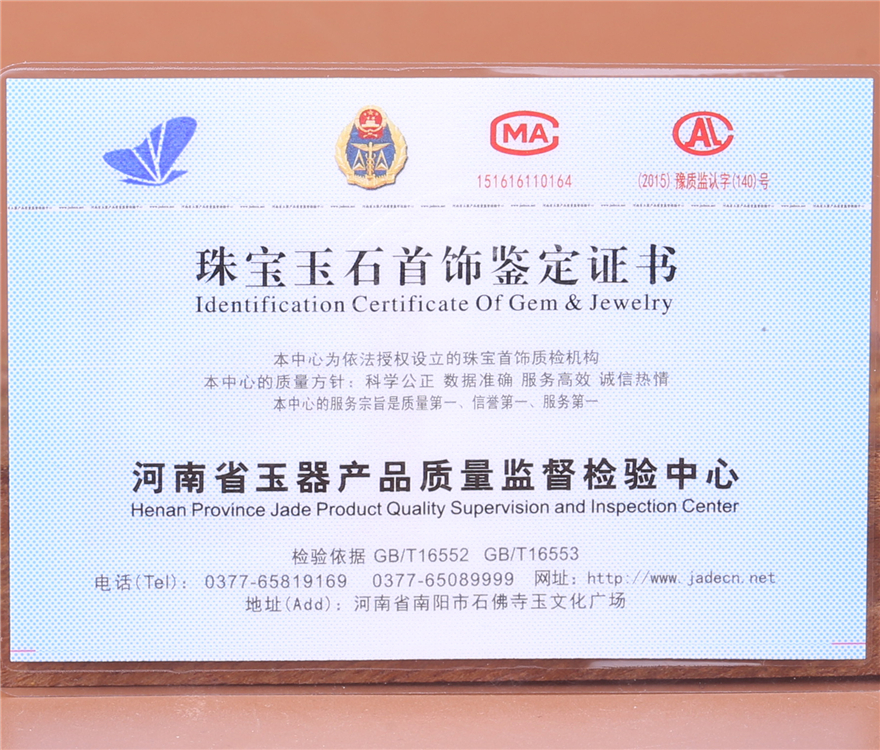 MA
AL
151616110164
(2015) 豫质监认字(140)号
珠宝玉石首饰鉴定证书
Identification Certificate Of Gem & Jewelry
本中心为依法授权设立的珠宝首饰质检机构
本中心的质量方针：科学公正 数据准确 服务高效 诚信热情
本中心的服务宗旨是质量第一、信誉第一、服务第一
河南省玉器产品质量监督检验中心
Henan Province Jade Product Quality Supervision and Inspection Center
检验依据 GB/T16552 GB/T16553
电话(Tel)： 0377-65819169 0377-65089999 网址：http://www.jadecn.net
地址(Add)：河南省南阳市石佛寺玉文化广场